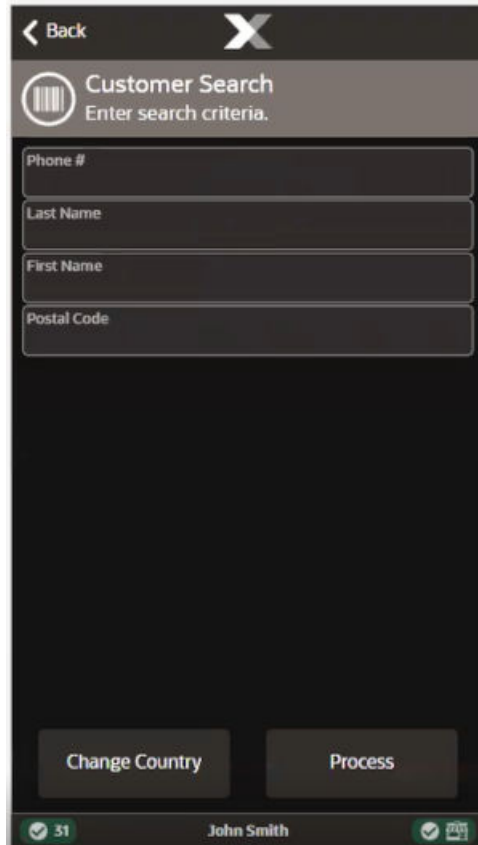 Back
Customer Search
Enter search criteria.
Phone #
Last Name
First Name
Postal Code
Change Country
Process
31
John Smith